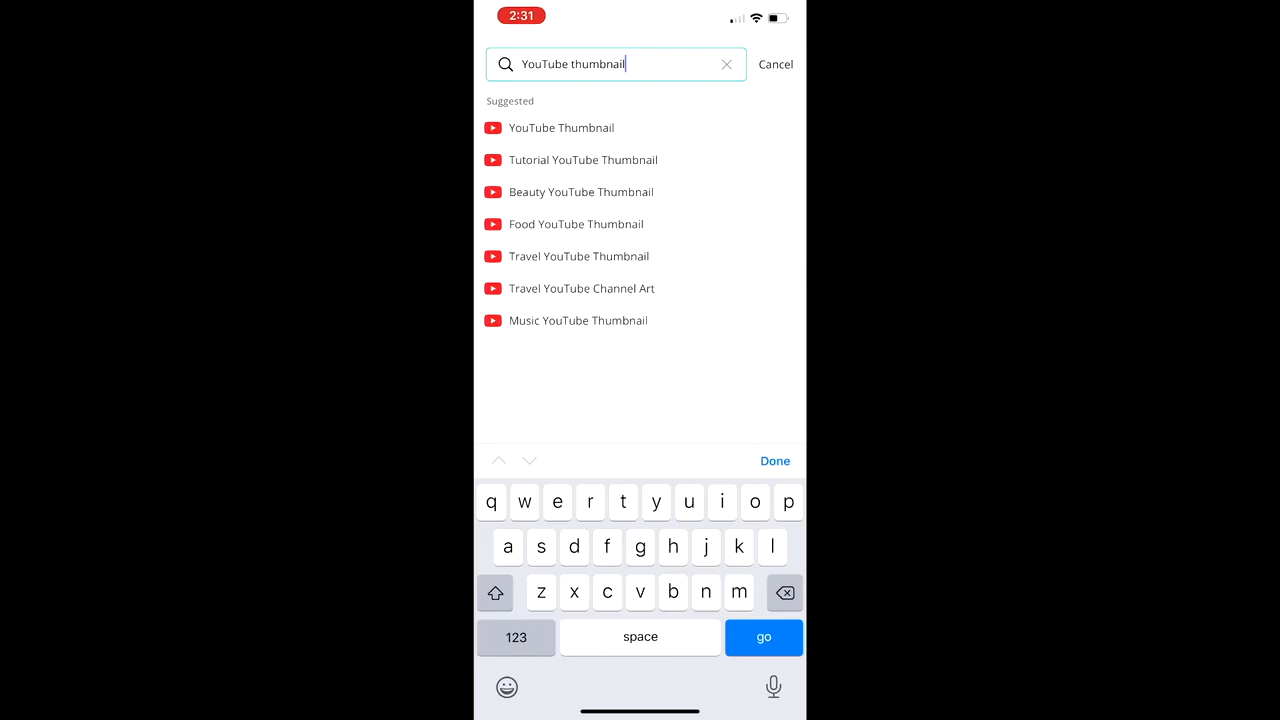 2:31
YouTube thumbnail
Cancel
Suggested
YouTube Thumbnail
Tutorial YouTube Thumbnail
Beauty YouTube Thumbnail
Food YouTube Thumbnail
Travel YouTube Thumbnail
Travel YouTube Channel Art
Music YouTube Thumbnail
Done
q w e r t y u i o p
a s d f g h j k l
z x c v b n m
123 space go